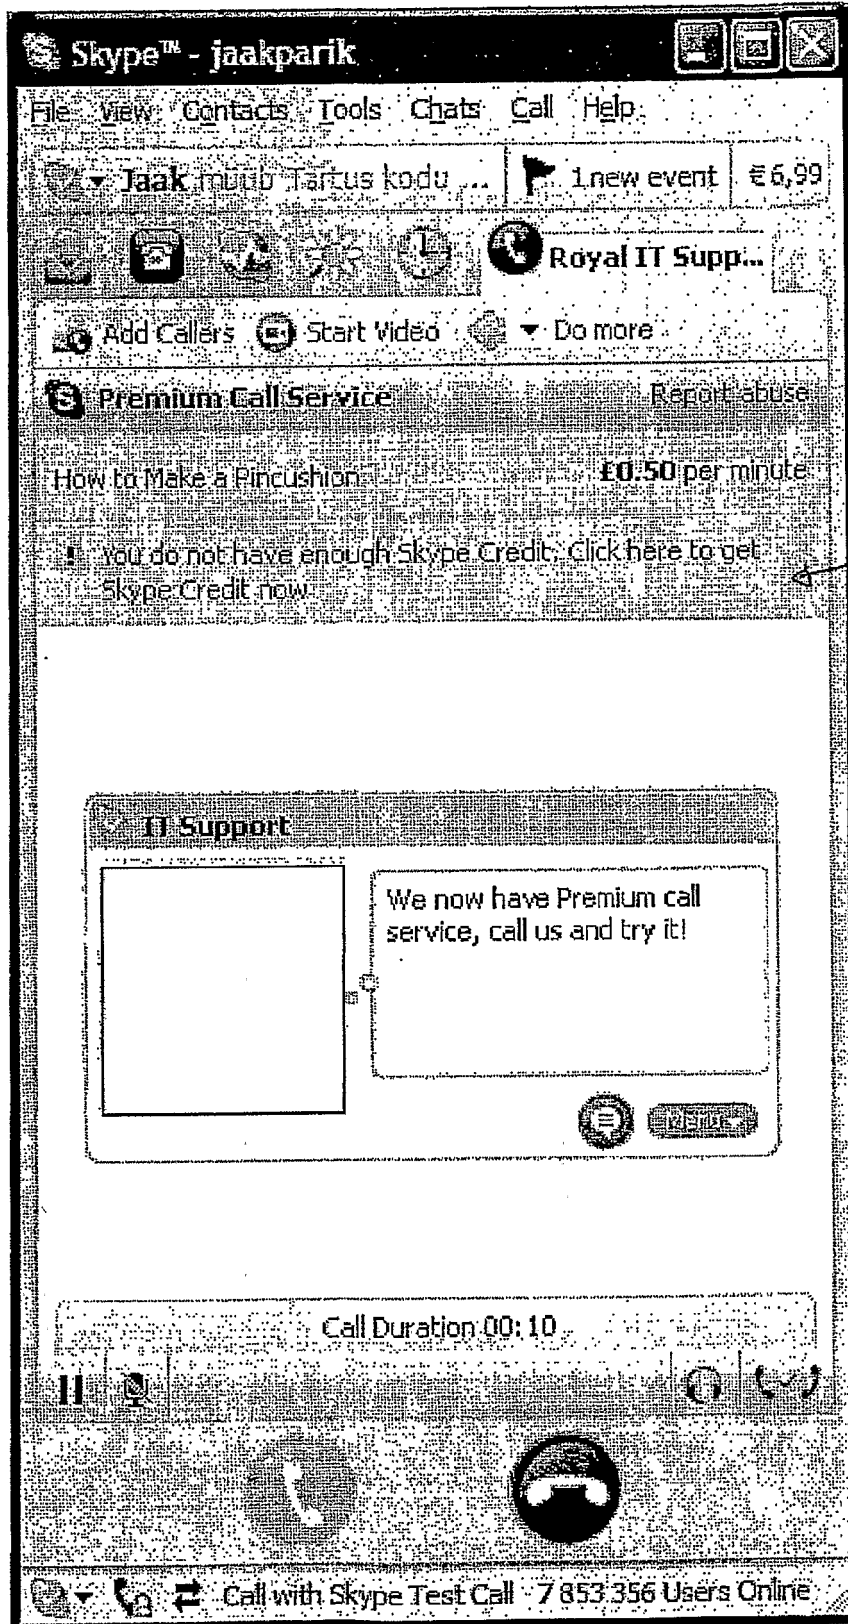 Skype™ - jaakparik
File View Contacts Tools Chats Call Help
Jaak müüb Tartus kodu ... 1 new event €6,99
Royal IT Supp...
Add Callers Start Video Do more
Premium Call Service Report abuse
How to Make a Pincushion £0.50 per minute
! You do not have enough Skype Credit. Click here to get
Skype Credit now
IT Support
We now have Premium call
service, call us and try it!
Menu
Call Duration 00:10
Call with Skype Test Call 7 853 356 Users Online